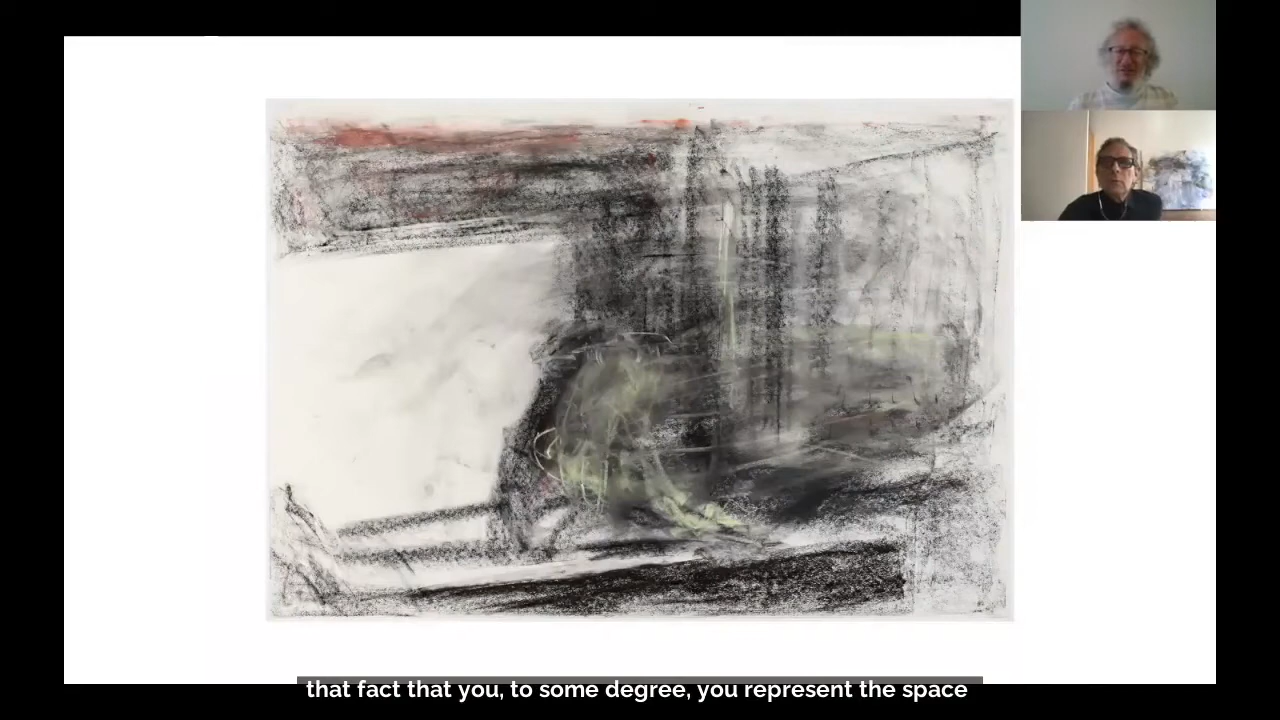 that fact that you, to some degree, you represent the space